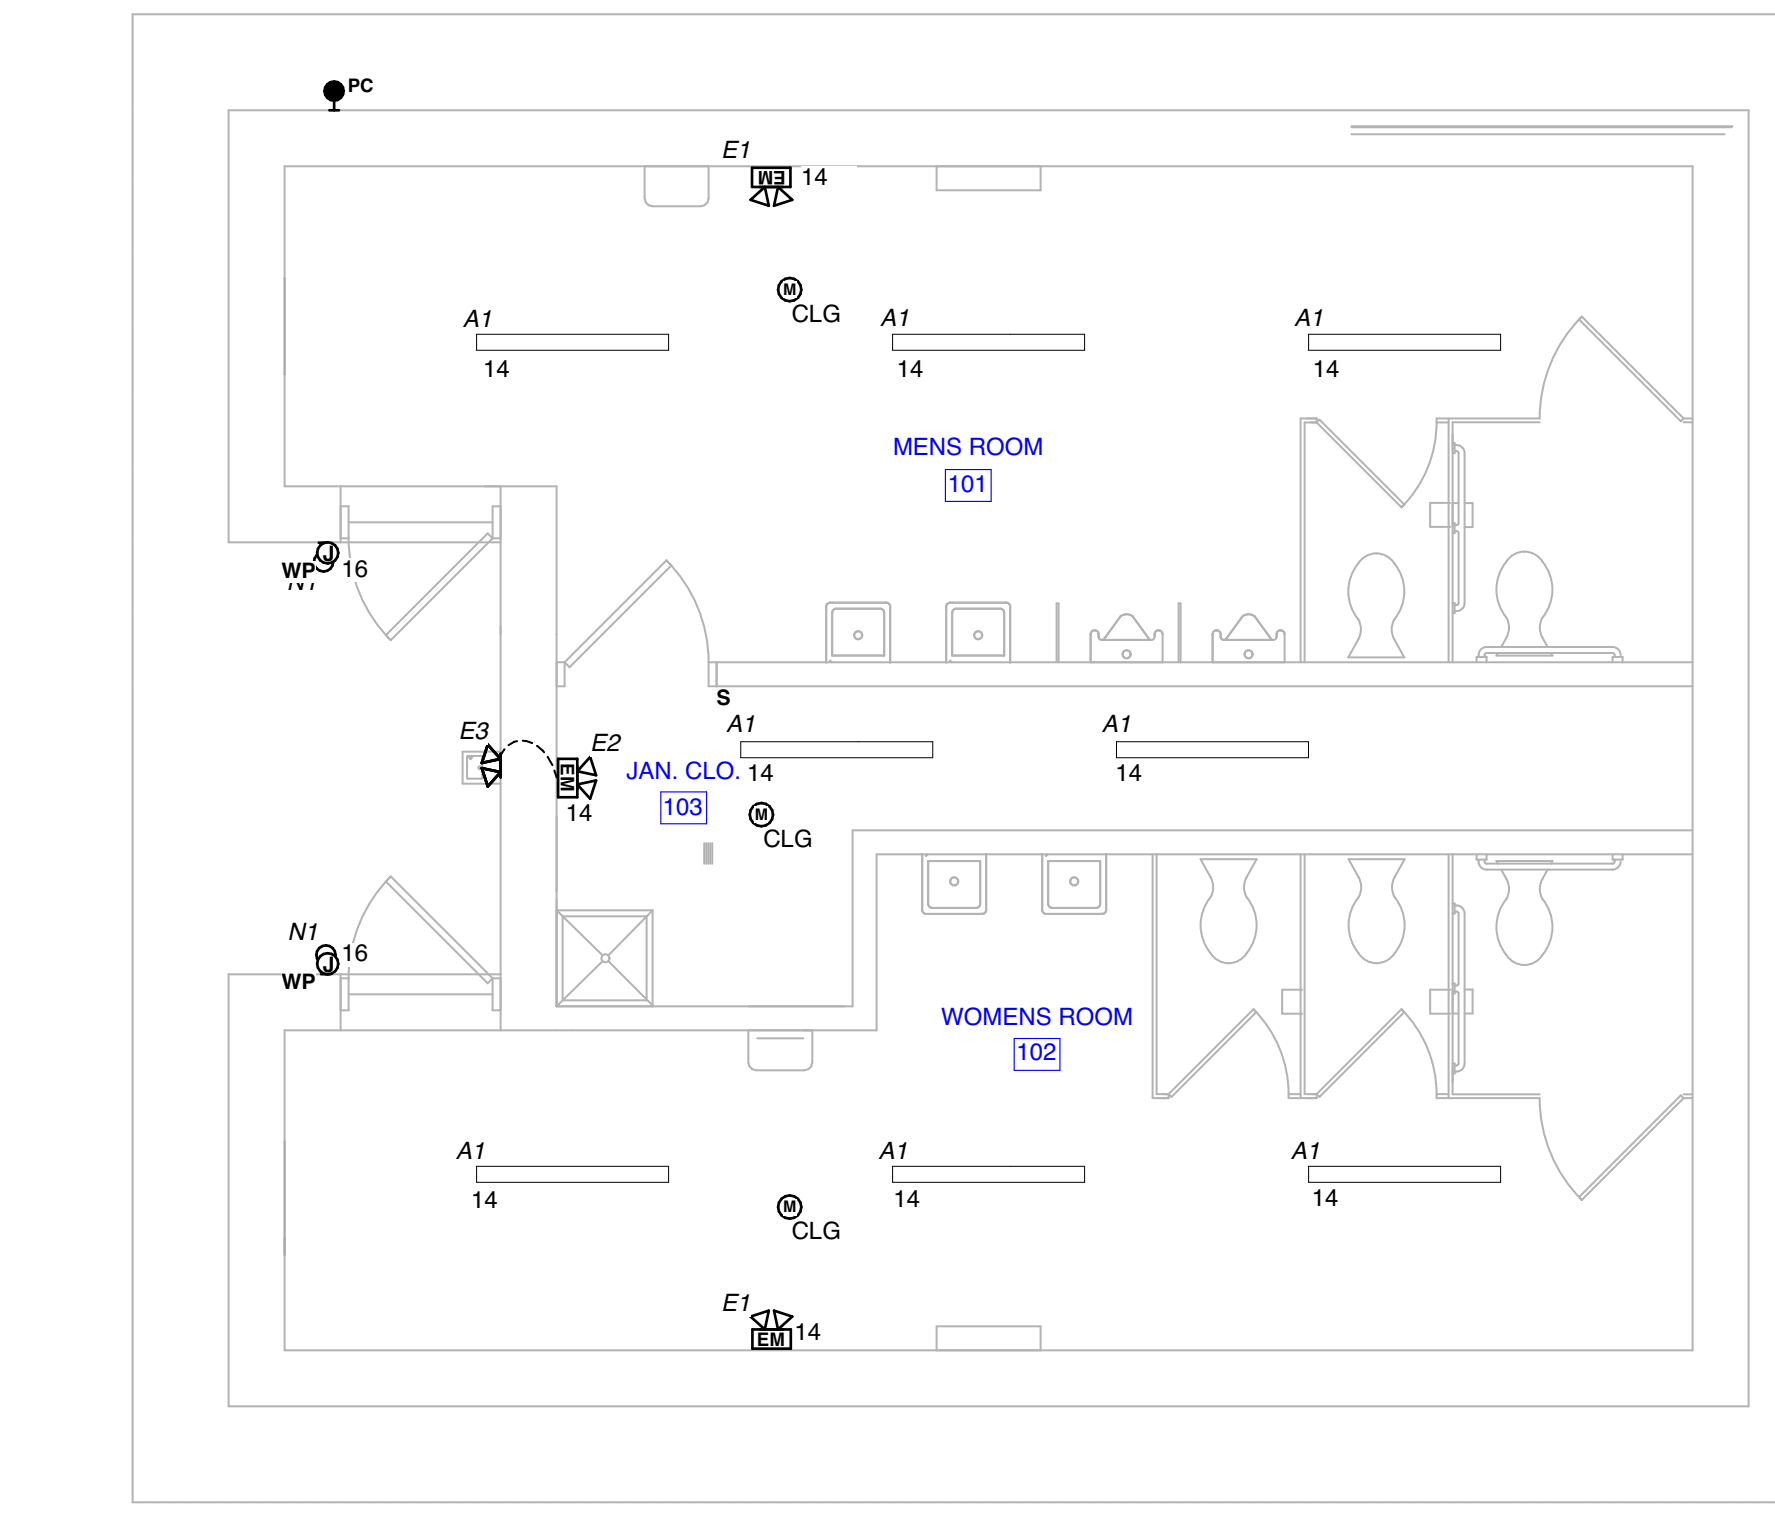 PC
E1
EM 14
M
CLG
A1 A1 A1
14 14 14
MENS ROOM
101
J
WP 16
N1
S
E3 E2 A1 A1
EM JAN. CLO. 14 14
14 103 M
CLG
N1
16
J
WP
WOMENS ROOM
102
A1 A1 A1
14 14 14
M
CLG
E1
EM 14